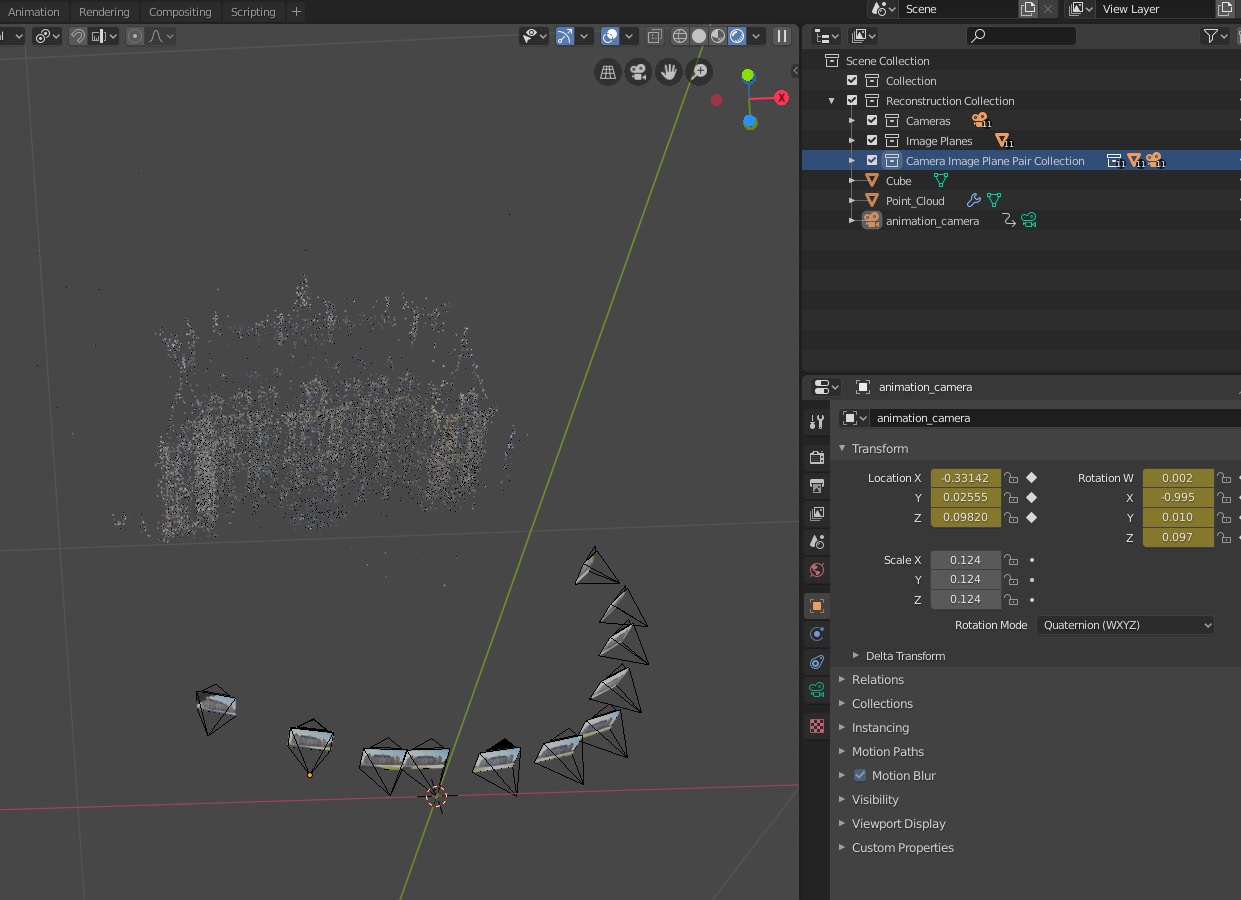 Animation Rendering Compositing Scripting +
Scene View Layer
X
Scene Collection
Collection
Reconstruction Collection
Cameras 11
Image Planes 11
Camera Image Plane Pair Collection 11 11 11
Cube
Point_Cloud
animation_camera
animation_camera
animation_camera
Transform
Location X -0.33142 Rotation W 0.002
Y 0.02555 X -0.995
Z 0.09820 Y 0.010
Z 0.097
Scale X 0.124
Y 0.124
Z 0.124
Rotation Mode Quaternion (WXYZ)
Delta Transform
Relations
Collections
Instancing
Motion Paths
Motion Blur
Visibility
Viewport Display
Custom Properties